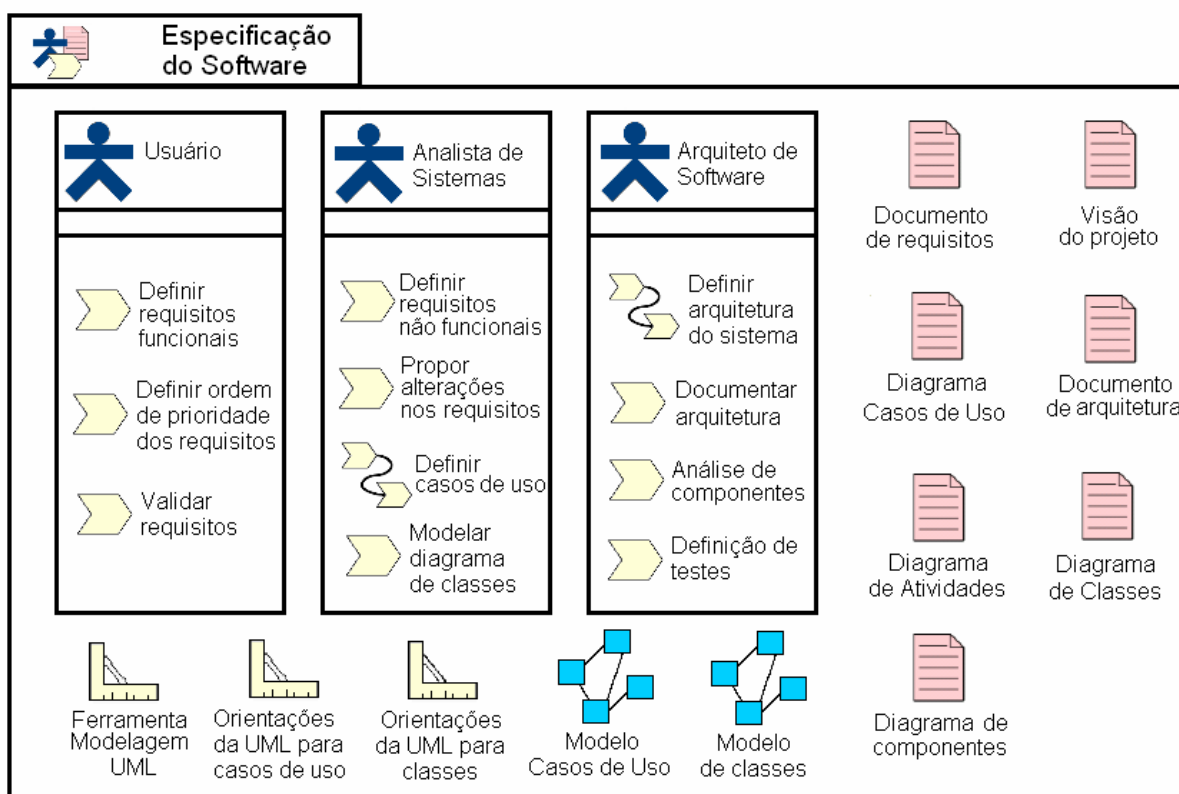 Especificação
do Software
Usuário
Definir
requisitos
funcionais
Definir ordem
de prioridade
dos requisitos
Validar
requisitos
Analista de
Sistemas
Definir
requisitos
não funcionais
Propor
alterações
nos requisitos
Definir
casos de uso
Modelar
diagrama
de classes
Arquiteto de
Software
Definir
arquitetura
do sistema
Documentar
arquitetura
Análise de
componentes
Definição de
testes
Documento
de requisitos
Visão
do projeto
Diagrama
Casos de Uso
Documento
de arquitetura
Diagrama
de Atividades
Diagrama
de Classes
Diagrama de
componentes
Ferramenta
Modelagem
UML
Orientações
da UML para
casos de uso
Orientações
da UML para
classes
Modelo
Casos de Uso
Modelo
de classes